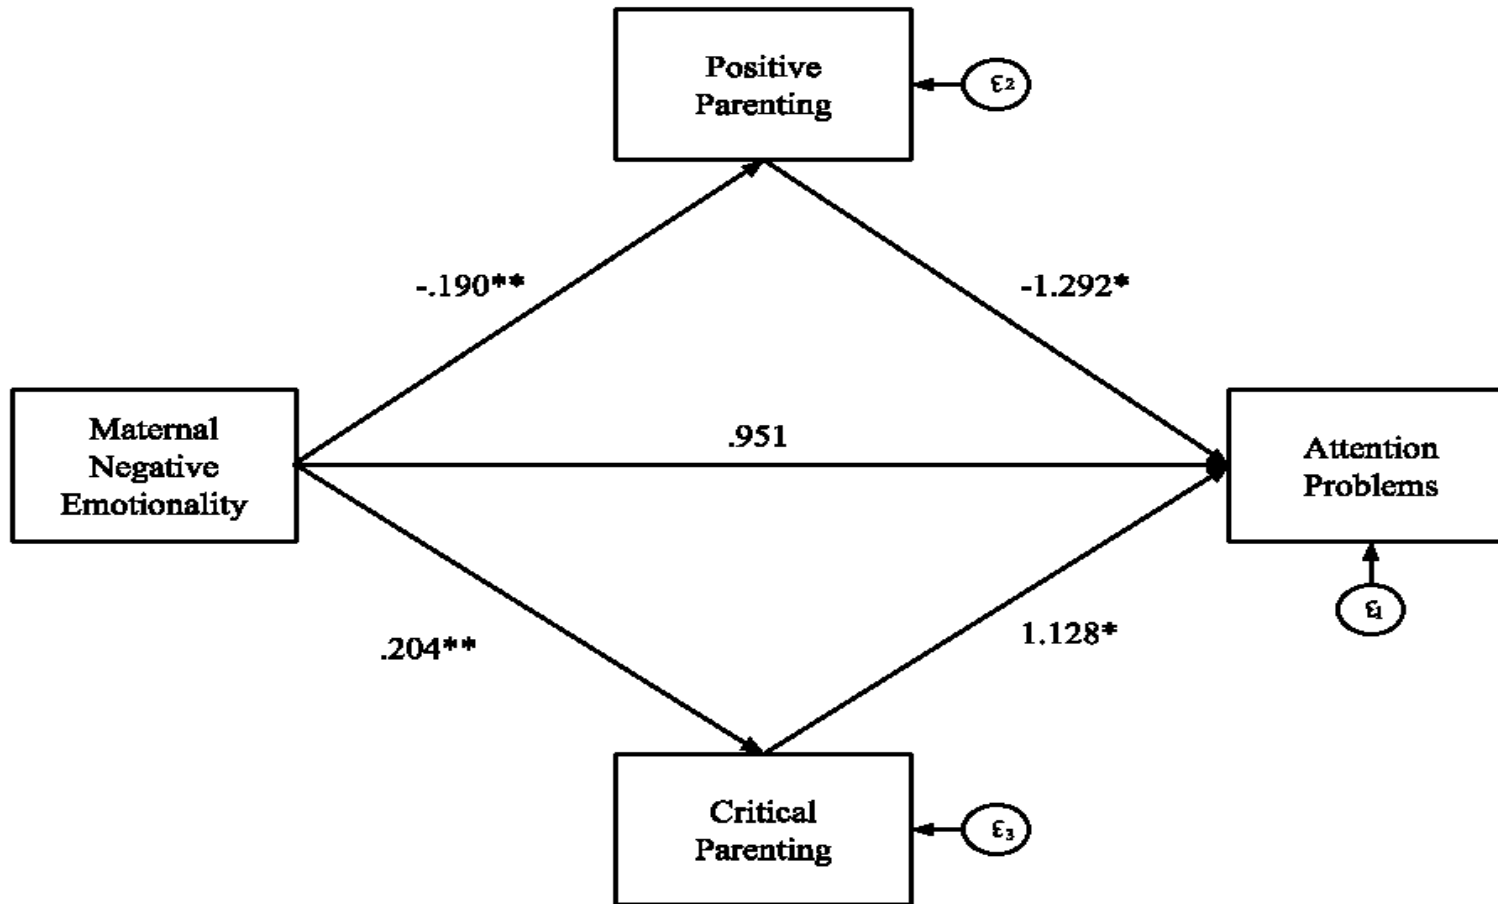 Positive
Parenting
ε2
-.190**
-1.292*
Maternal
Negative
Emotionality
.951
Attention
Problems
ε1
.204**
1.128*
Critical
Parenting
ε3